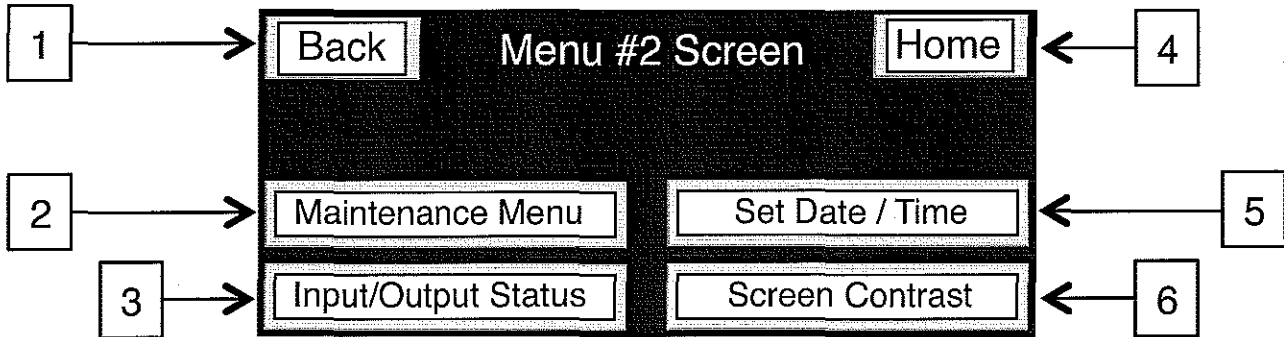 1 Back Menu #2 Screen Home 4
2 Maintenance Menu Set Date / Time 5
3 Input/Output Status Screen Contrast 6